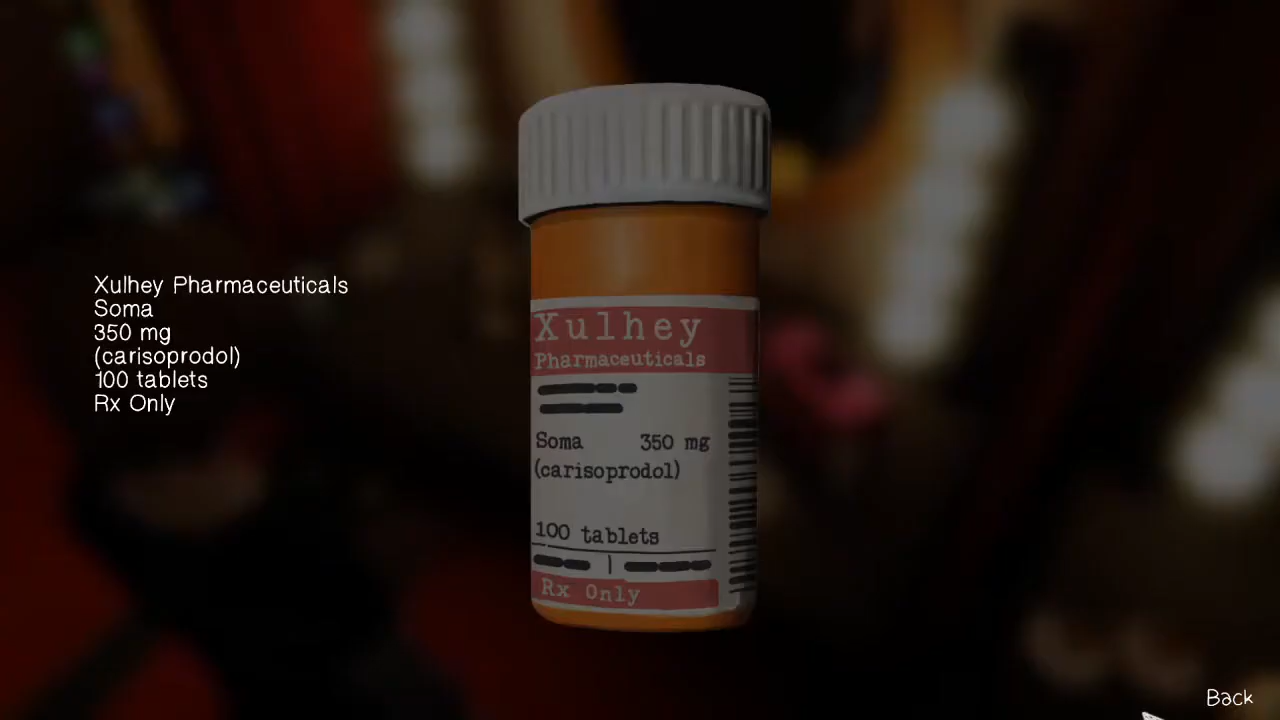 Xulhey Pharmaceuticals
Soma
350 mg
(carisoprodol)
100 tablets
Rx Only
Xulhey
Pharmaceuticals
Soma 350 mg
(carisoprodol)
100 tablets
Rx Only
Back